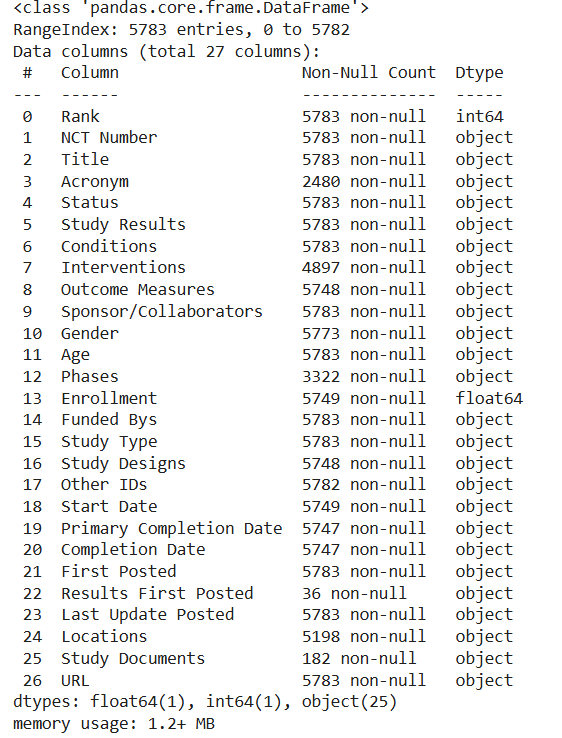 <class 'pandas.core.frame.DataFrame'>
RangeIndex: 5783 entries, 0 to 5782
Data columns (total 27 columns):
 #   Column                   Non-Null Count  Dtype
---  ------                   --------------  -----
 0   Rank                     5783 non-null   int64
 1   NCT Number               5783 non-null   object
 2   Title                    5783 non-null   object
 3   Acronym                  2480 non-null   object
 4   Status                   5783 non-null   object
 5   Study Results            5783 non-null   object
 6   Conditions               5783 non-null   object
 7   Interventions            4897 non-null   object
 8   Outcome Measures         5748 non-null   object
 9   Sponsor/Collaborators    5783 non-null   object
 10  Gender                   5773 non-null   object
 11  Age                      5783 non-null   object
 12  Phases                   3322 non-null   object
 13  Enrollment               5749 non-null   float64
 14  Funded Bys               5783 non-null   object
 15  Study Type               5783 non-null   object
 16  Study Designs            5748 non-null   object
 17  Other IDs                5782 non-null   object
 18  Start Date               5749 non-null   object
 19  Primary Completion Date  5747 non-null   object
 20  Completion Date          5747 non-null   object
 21  First Posted             5783 non-null   object
 22  Results First Posted     36 non-null     object
 23  Last Update Posted       5783 non-null   object
 24  Locations                5198 non-null   object
 25  Study Documents          182 non-null    object
 26  URL                      5783 non-null   object
dtypes: float64(1), int64(1), object(25)
memory usage: 1.2+ MB